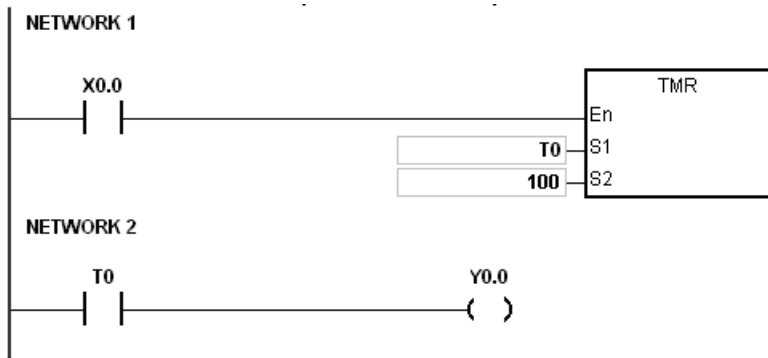 NETWORK 1
X0.0
TMR
En
T0 S1
100 S2
NETWORK 2
T0 Y0.0